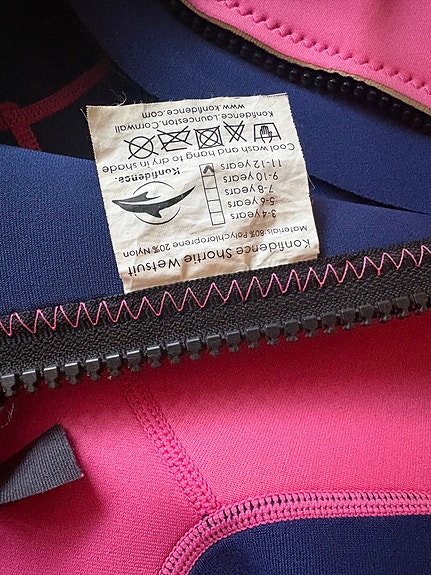 Konfidence Shortie Wetsuit
Materials:80% Polychloroprene 20% Nylon
3-4 years
5-6 years
7-8 years
9-10 years
11-12 years
Konfidence.
Cool wash and hang to dry in shade
Konfidence,Launceston,Cornwall
www.konfidence.com